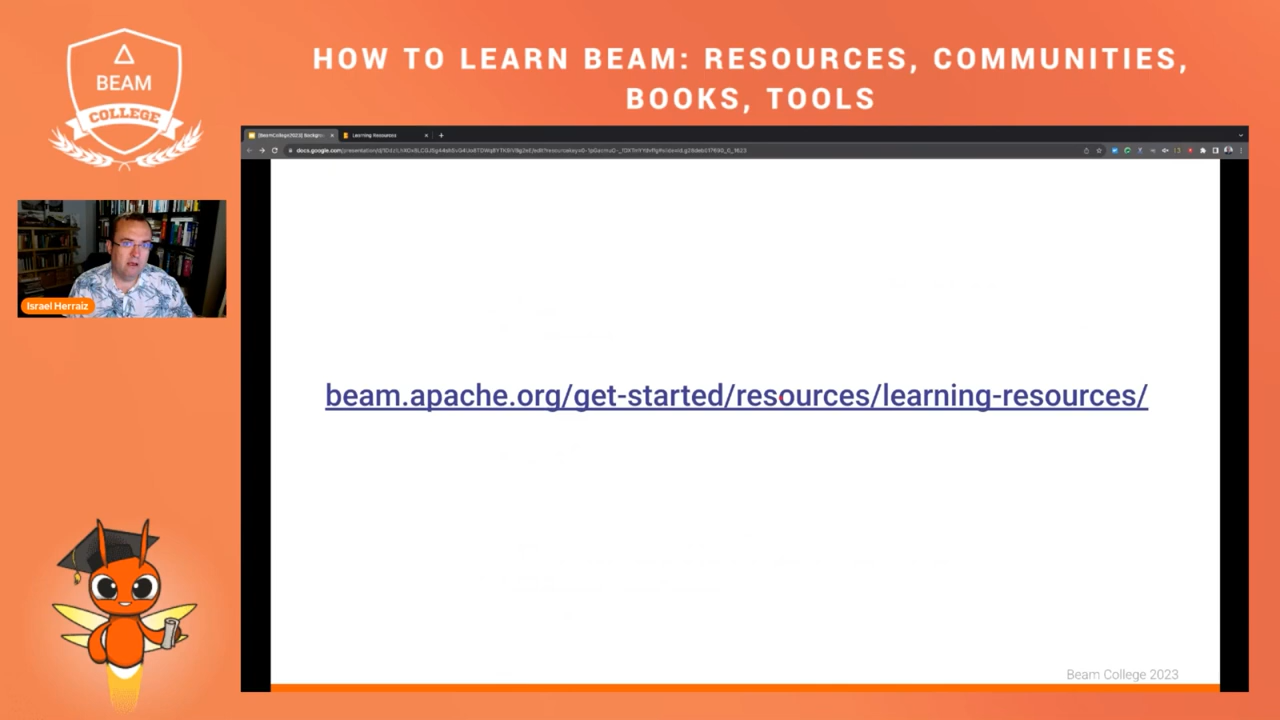 BEAM
COLLEGE
HOW TO LEARN BEAM: RESOURCES, COMMUNITIES,
BOOKS, TOOLS
Learning Resources
Israel Herraiz
beam.apache.org/get-started/resources/learning-resources/
Beam College 2023